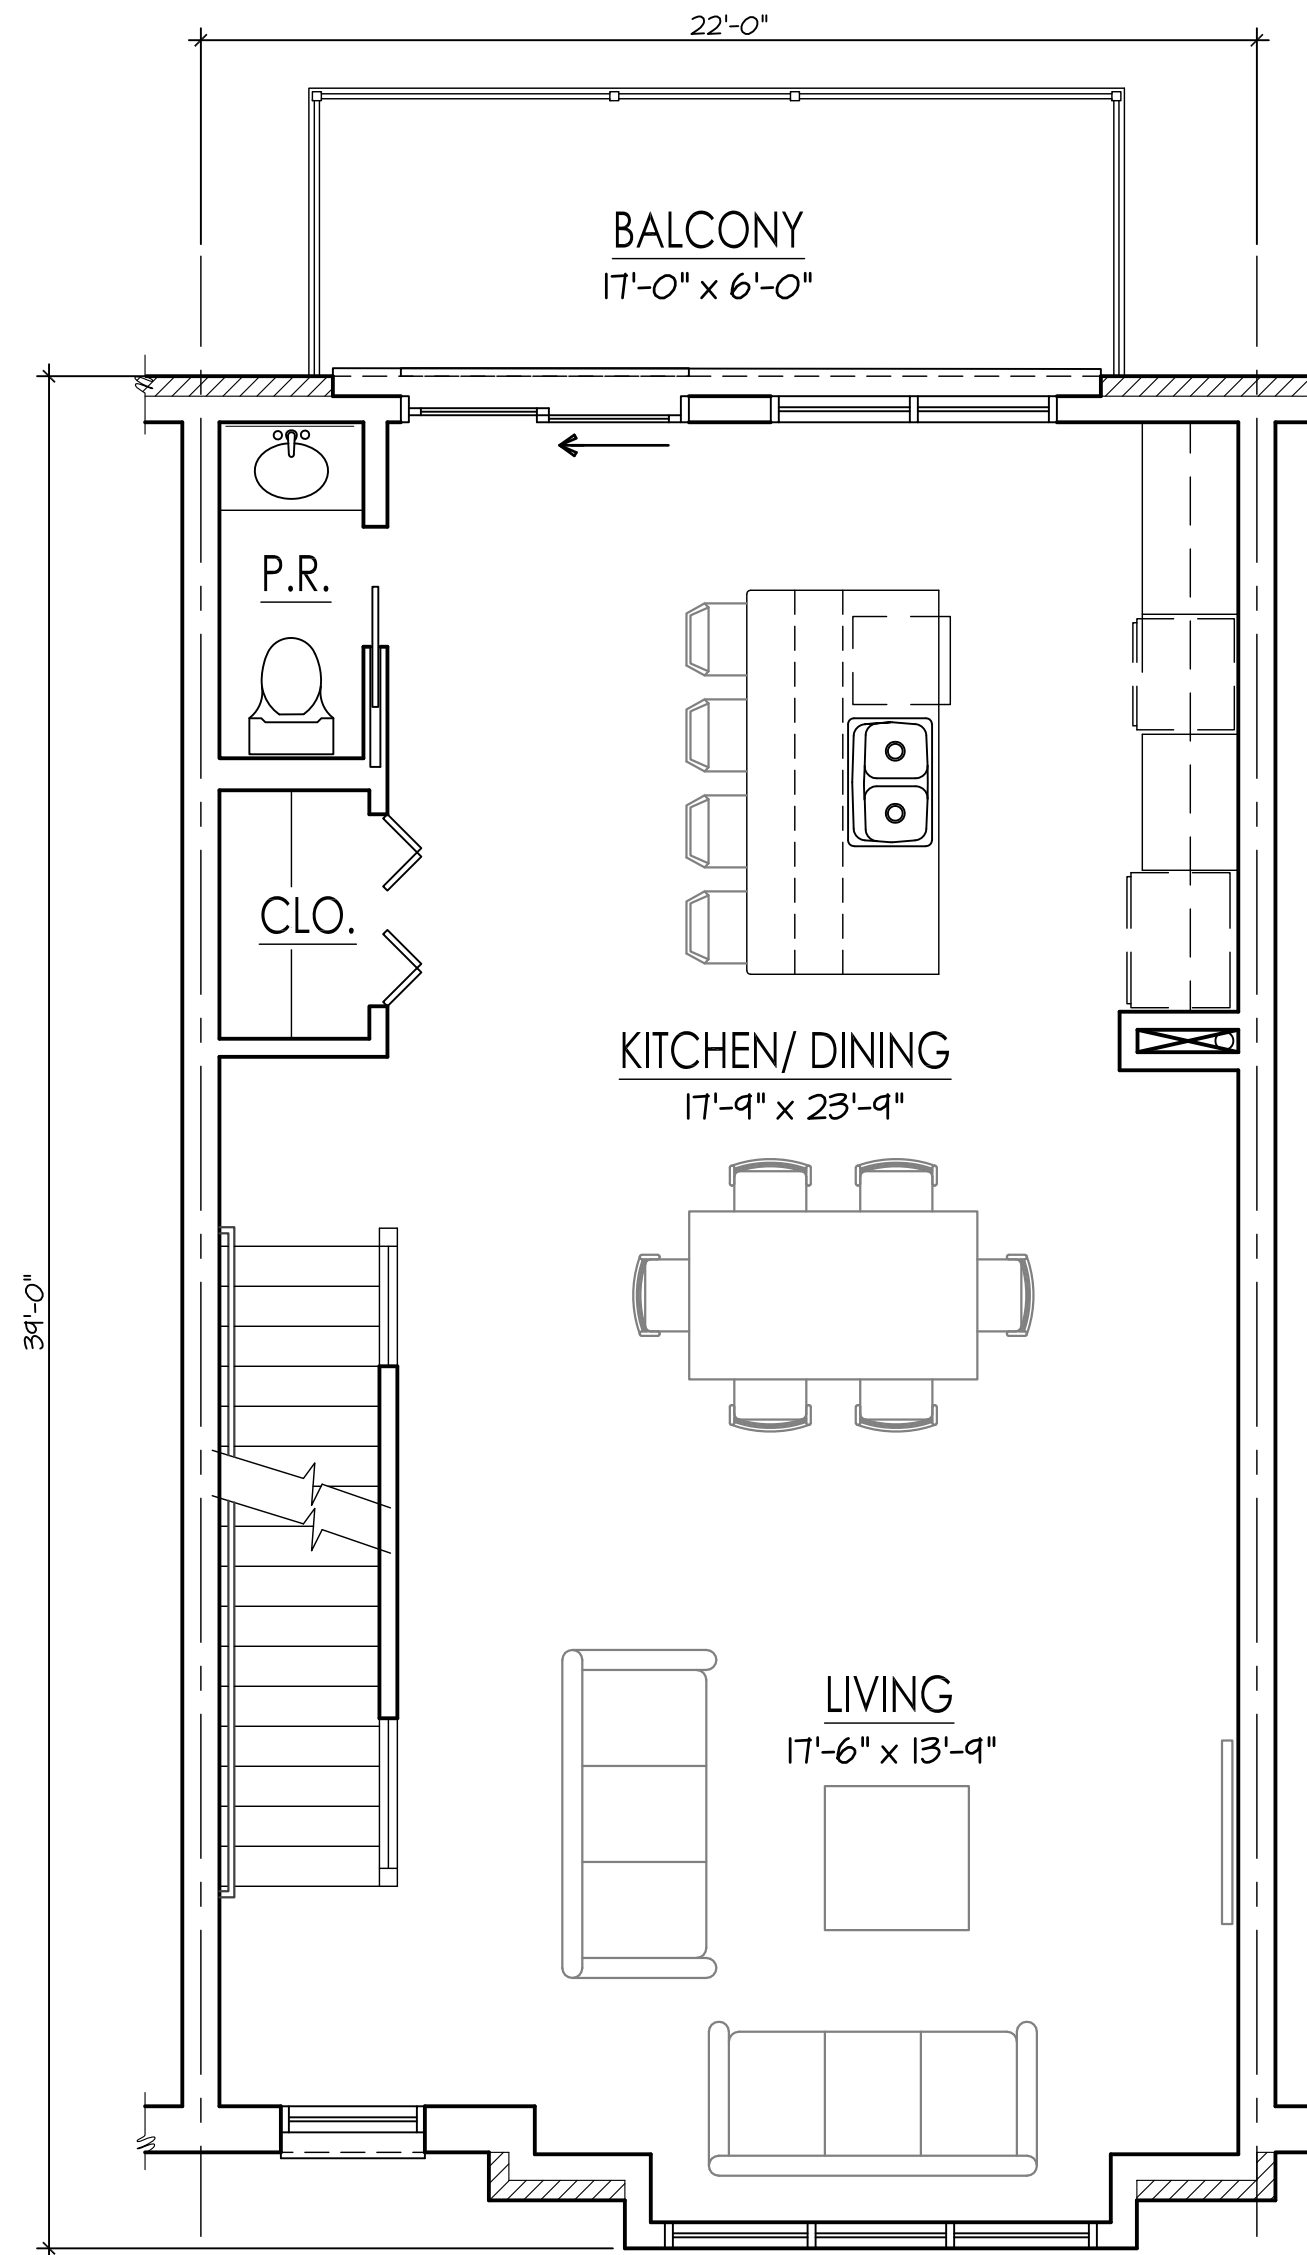 22'-0"
BALCONY
17'-0" x 6'-0"
P.R.
CLO.
KITCHEN/ DINING
17'-9" x 23'-9"
39'-0"
LIVING
17'-6" x 13'-9"